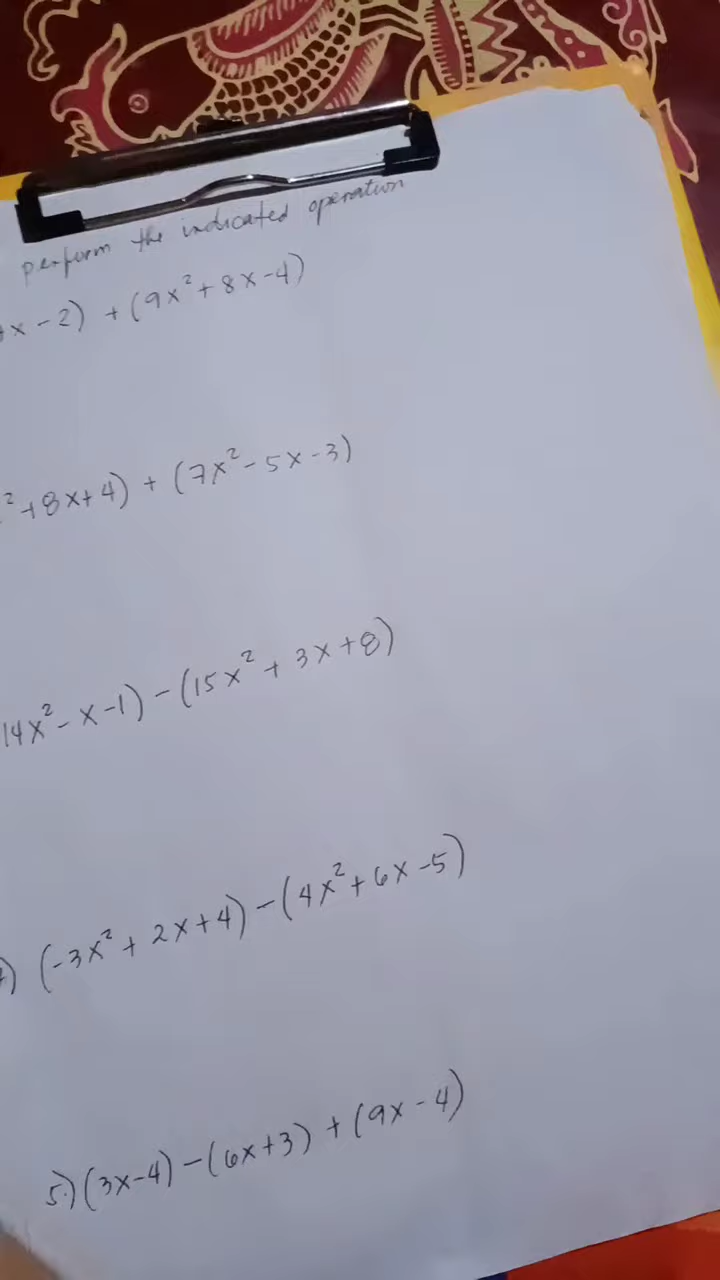 perform the indicated operation
x - 2) + (9x² + 8x - 4)
² + 8x + 4) + (7x² - 5x - 3)
14x² - x - 1) - (15x² + 3x + 8)
) (-3x² + 2x + 4) - (4x² + 6x - 5)
5.) (3x - 4) - (6x + 3) + (9x - 4)